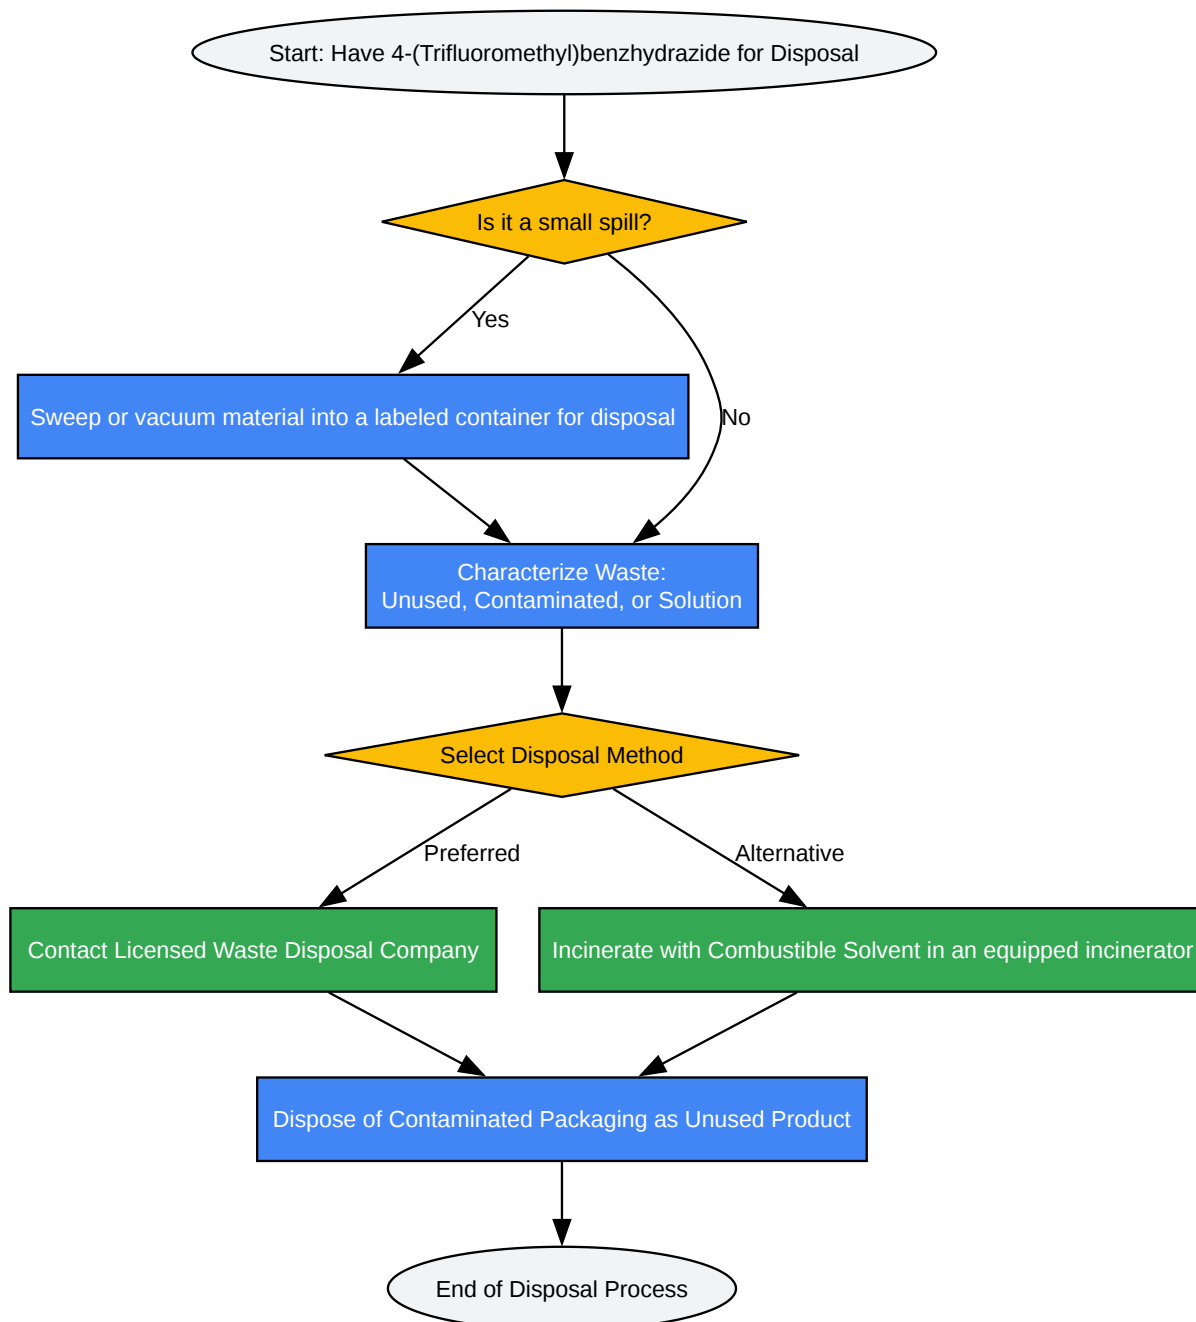 Start: Have 4-(Trifluoromethyl)benzhydrazide for Disposal
Is it a small spill?
Yes
Sweep or vacuum material into a labeled container for disposal
No
Characterize Waste:
Unused, Contaminated, or Solution
Select Disposal Method
Preferred
Alternative
Contact Licensed Waste Disposal Company
Incinerate with Combustible Solvent in an equipped incinerator
Dispose of Contaminated Packaging as Unused Product
End of Disposal Process